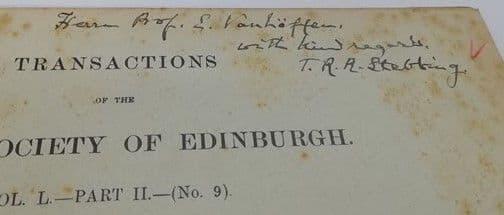 Herrn Prof. E. Vanhöffen.
with kind regards.
T. R. R. Stebbing.
TRANSACTIONS
OF THE
OCIETY OF EDINBURGH.
OL. L.—PART II.—(No. 9).